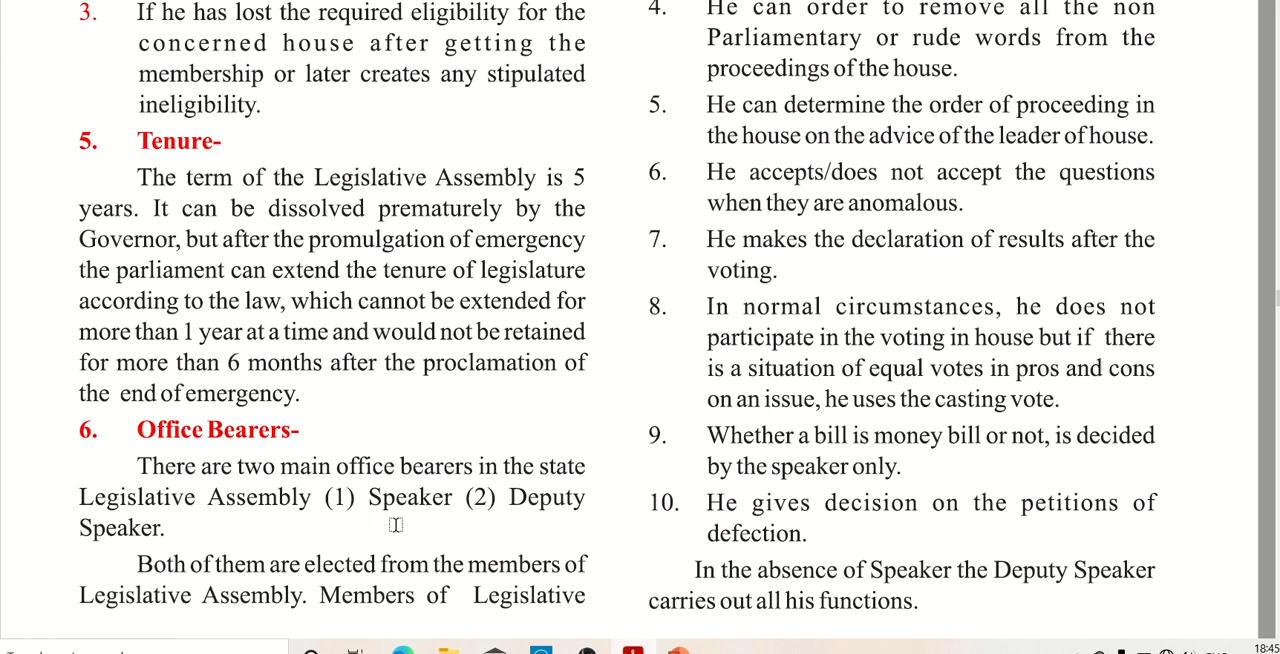 3. If he has lost the required eligibility for the
concerned house after getting the
membership or later creates any stipulated
ineligibility.
5. Tenure-
The term of the Legislative Assembly is 5
years. It can be dissolved prematurely by the
Governor, but after the promulgation of emergency
the parliament can extend the tenure of legislature
according to the law, which cannot be extended for
more than 1 year at a time and would not be retained
for more than 6 months after the proclamation of
the end of emergency.
6. Office Bearers-
There are two main office bearers in the state
Legislative Assembly (1) Speaker (2) Deputy
Speaker.
Both of them are elected from the members of
Legislative Assembly. Members of Legislative
4. He can order to remove all the non
Parliamentary or rude words from the
proceedings of the house.
5. He can determine the order of proceeding in
the house on the advice of the leader of house.
6. He accepts/does not accept the questions
when they are anomalous.
7. He makes the declaration of results after the
voting.
8. In normal circumstances, he does not
participate in the voting in house but if there
is a situation of equal votes in pros and cons
on an issue, he uses the casting vote.
9. Whether a bill is money bill or not, is decided
by the speaker only.
10. He gives decision on the petitions of
defection.
In the absence of Speaker the Deputy Speaker
carries out all his functions.
18:45